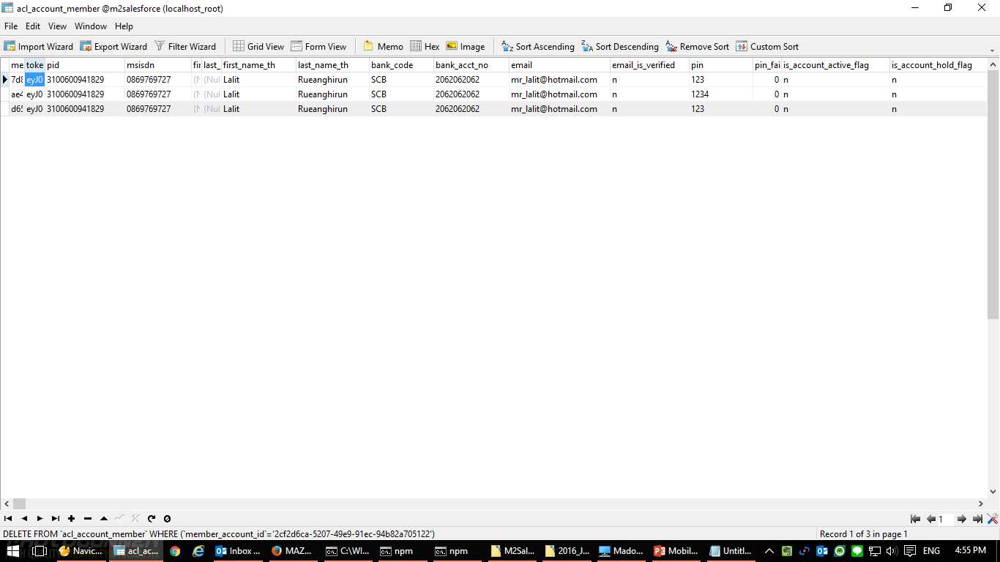 acl_account_member @m2salesforce (localhost_root)
File Edit View Window Help
Import Wizard Export Wizard Filter Wizard Grid View Form View Memo Hex Image Sort Ascending Sort Descending Remove Sort Custom Sort
me toke pid msisdn fir last_ first_name_th last_name_th bank_code bank_acct_no email email_is_verified pin pin_fai is_account_active_flag is_account_hold_flag
7d8 eyJ0 3100600941829 0869769727 (N (Nul Lalit Rueanghirun SCB 2062062062 mr_lalit@hotmail.com n 123 0 n n
ae4 eyJ0 3100600941829 0869769727 (N (Nul Lalit Rueanghirun SCB 2062062062 mr_lalit@hotmail.com n 1234 0 n n
d65 eyJ0 3100600941829 0869769727 (N (Nul Lalit Rueanghirun SCB 2062062062 mr_lalit@hotmail.com n 123 0 n n
1
DELETE FROM `acl_account_member` WHERE (`member_account_id`='2cf2d6ca-5207-49e9-91ec-94b82a705122') Record 1 of 3 in page 1
Navic... acl_ac... Inbox ... MAZ... C:\WI... npm npm M2Sal... 2016_J... Mado... Mobil... Untitl... ENG 4:55 PM